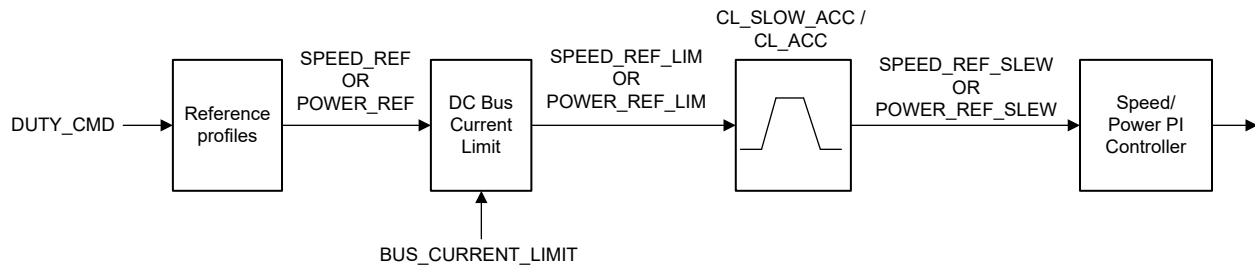 CL_SLOW_ACC /
CL_ACC
SPEED_REF
OR
POWER_REF
SPEED_REF_LIM
OR
POWER_REF_LIM
SPEED_REF_SLEW
OR
POWER_REF_SLEW
DUTY_CMD
Reference
profiles
DC Bus
Current
Limit
Speed/
Power PI
Controller
BUS_CURRENT_LIMIT